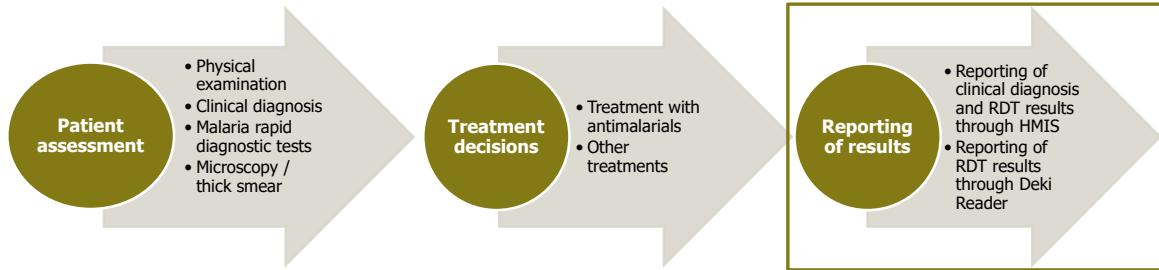 Patient
assessment
• Physical
examination
• Clinical diagnosis
• Malaria rapid
diagnostic tests
• Microscopy /
thick smear
Treatment
decisions
• Treatment with
antimalarials
• Other
treatments
Reporting
of results
• Reporting of
clinical diagnosis
and RDT results
through HMIS
• Reporting of
RDT results
through Deki
Reader